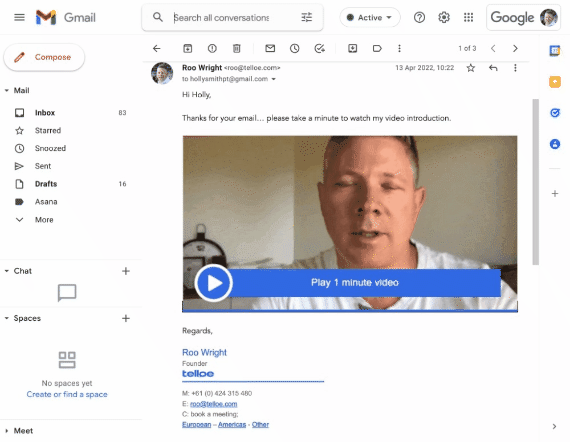 Gmail
Search all conversations
Active
Google
Compose
1 of 3
Mail
Inbox 83
Starred
Snoozed
Sent
Drafts 16
Asana
More
Chat
Spaces
No spaces yet
Create or find a space
Meet
Roo Wright <roo@telloe.com>
13 Apr 2022, 10:22
to hollysmithpt@gmail.com
Hi Holly,
Thanks for your email... please take a minute to watch my video introduction.
Play 1 minute video
Regards,
Roo Wright
Founder
telloe
M: +61 (0) 424 315 480
E: roo@telloe.com
C: book a meeting;
European – Americas - Other